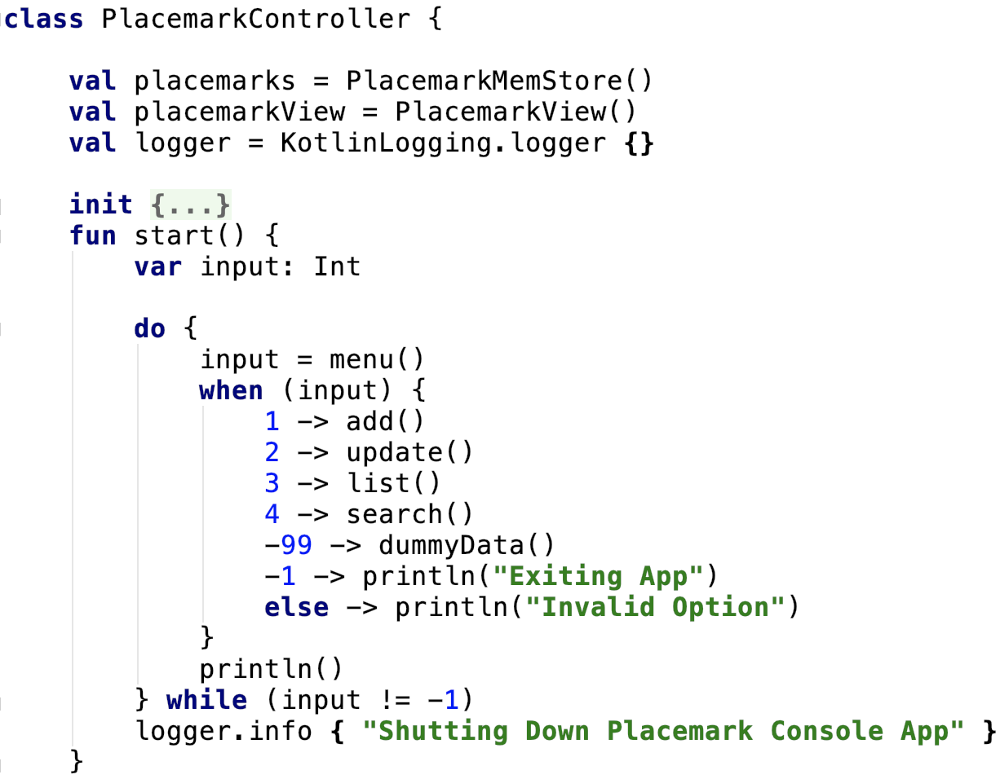 class PlacemarkController {
val placemarks = PlacemarkMemStore()
val placemarkView = PlacemarkView()
val logger = KotlinLogging.logger {}
init {...}
fun start() {
var input: Int
do {
input = menu()
when (input) {
1 -> add()
2 -> update()
3 -> list()
4 -> search()
-99 -> dummyData()
-1 -> println("Exiting App")
else -> println("Invalid Option")
}
println()
} while (input != -1)
logger.info { "Shutting Down Placemark Console App" }
}